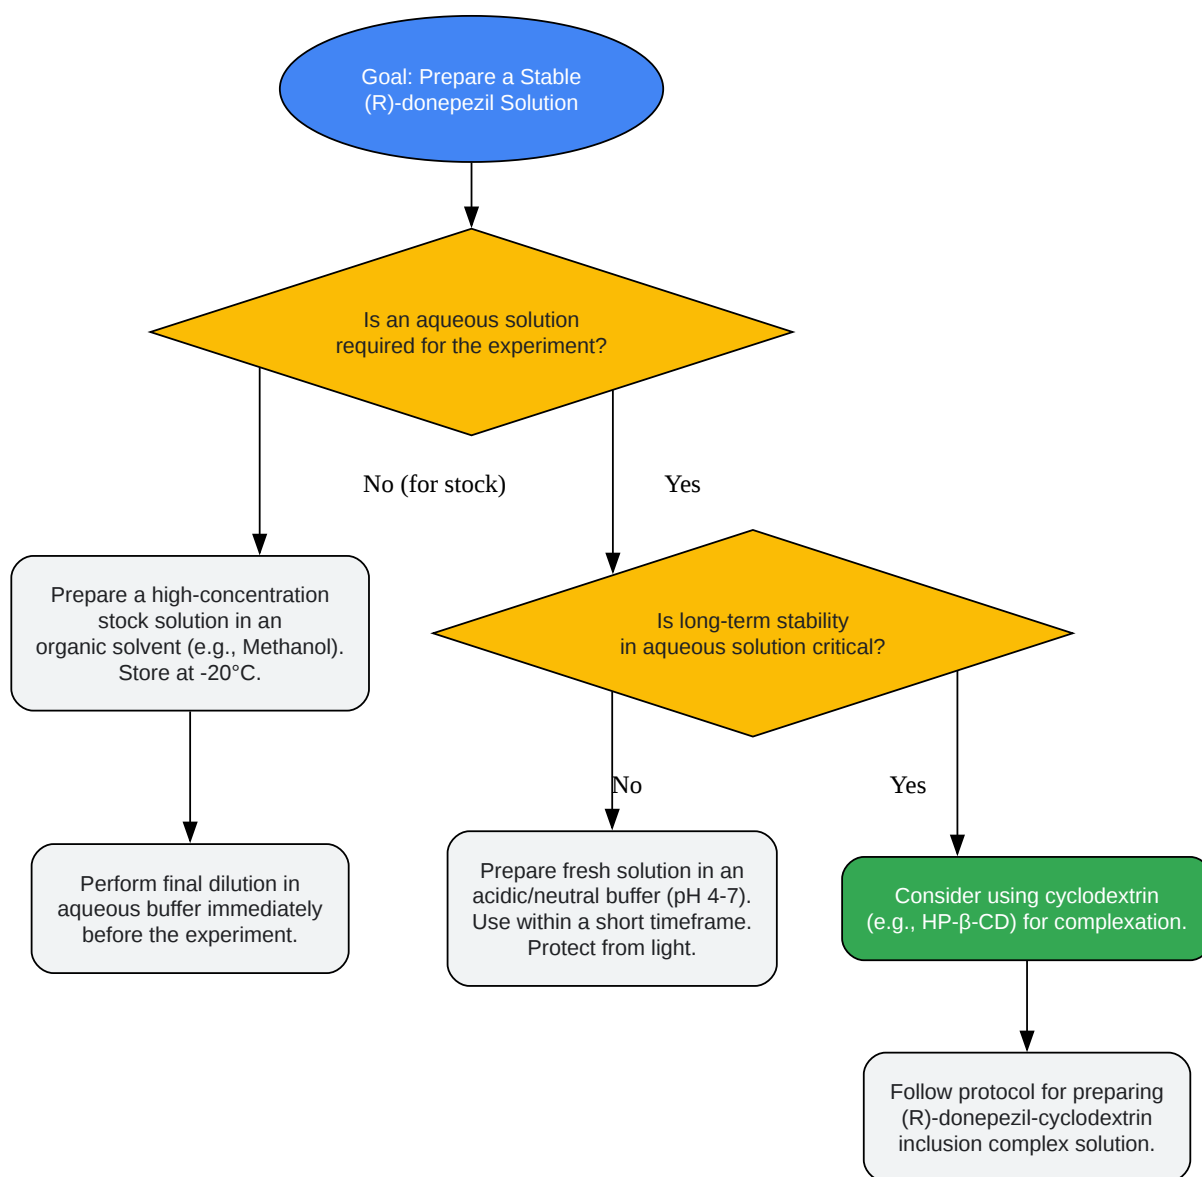 Goal: Prepare a Stable
(R)-donepezil Solution
Is an aqueous solution
required for the experiment?
No (for stock)
Yes
Prepare a high-concentration
stock solution in an
organic solvent (e.g., Methanol).
Store at -20°C.
Is long-term stability
in aqueous solution critical?
No
Yes
Perform final dilution in
aqueous buffer immediately
before the experiment.
Prepare fresh solution in an
acidic/neutral buffer (pH 4-7).
Use within a short timeframe.
Protect from light.
Consider using cyclodextrin
(e.g., HP-β-CD) for complexation.
Follow protocol for preparing
(R)-donepezil-cyclodextrin
inclusion complex solution.